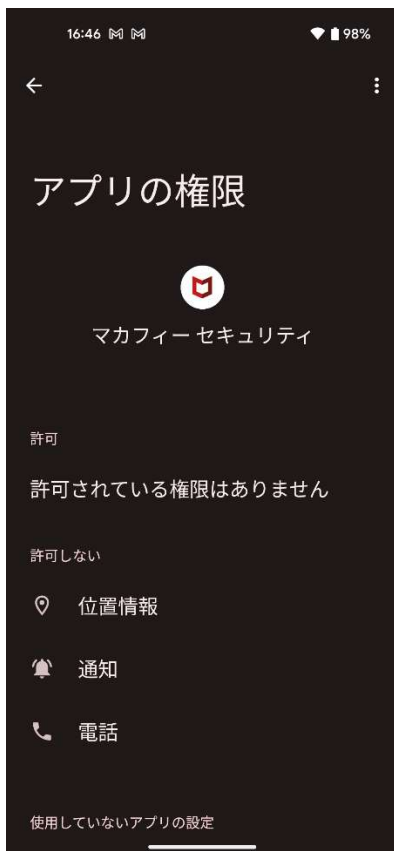 16:46 98%
アプリの権限
マカフィー セキュリティ
許可
許可されている権限はありません
許可しない
位置情報
通知
電話
使用していないアプリの設定